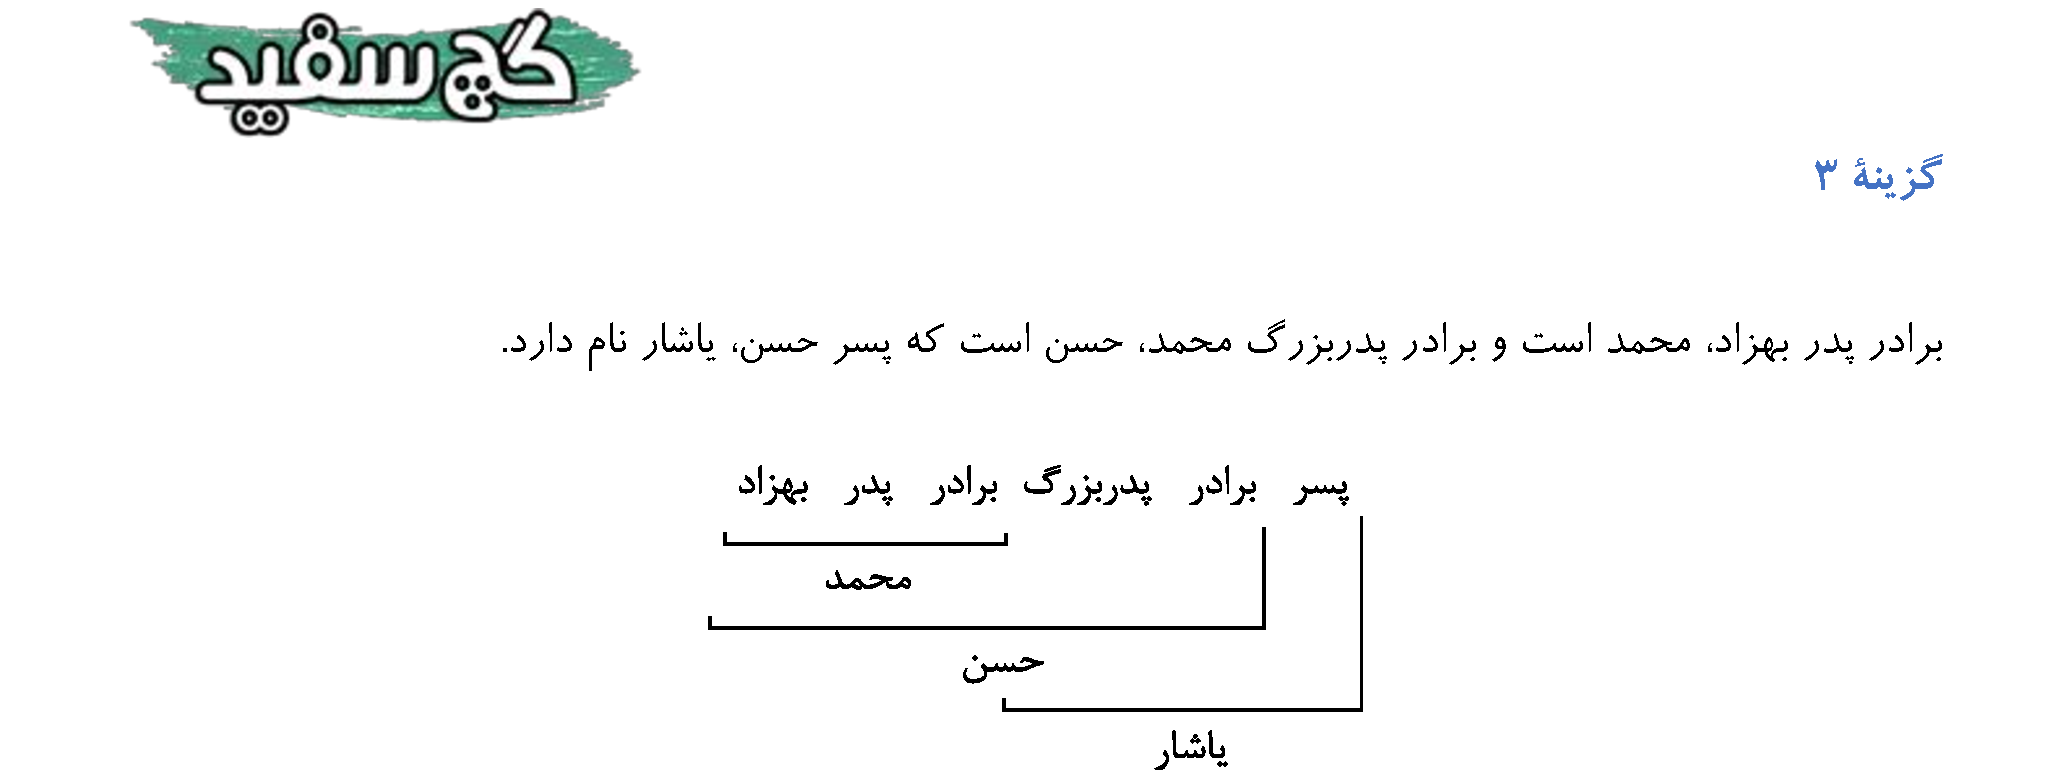 گچ سفید
گزینهٔ ۳
برادر پدر بهزاد، محمد است و برادر پدربزرگ محمد، حسن است که پسر حسن، یاشار نام دارد.
پسر برادر پدربزرگ برادر پدر بهزاد
محمد
حسن
یاشار